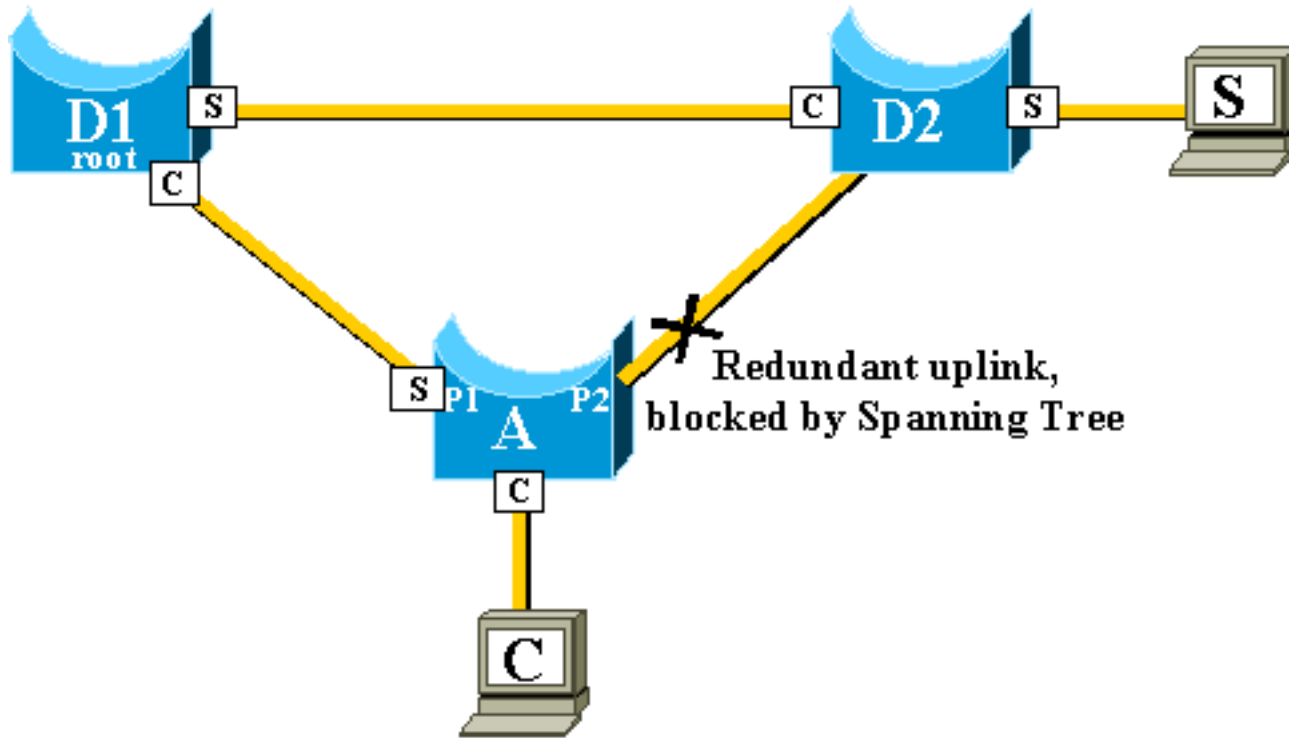 D1
root
S
C
C
D2
S
S
S
P1
P2
A
C
Redundant uplink,
blocked by Spanning Tree
C